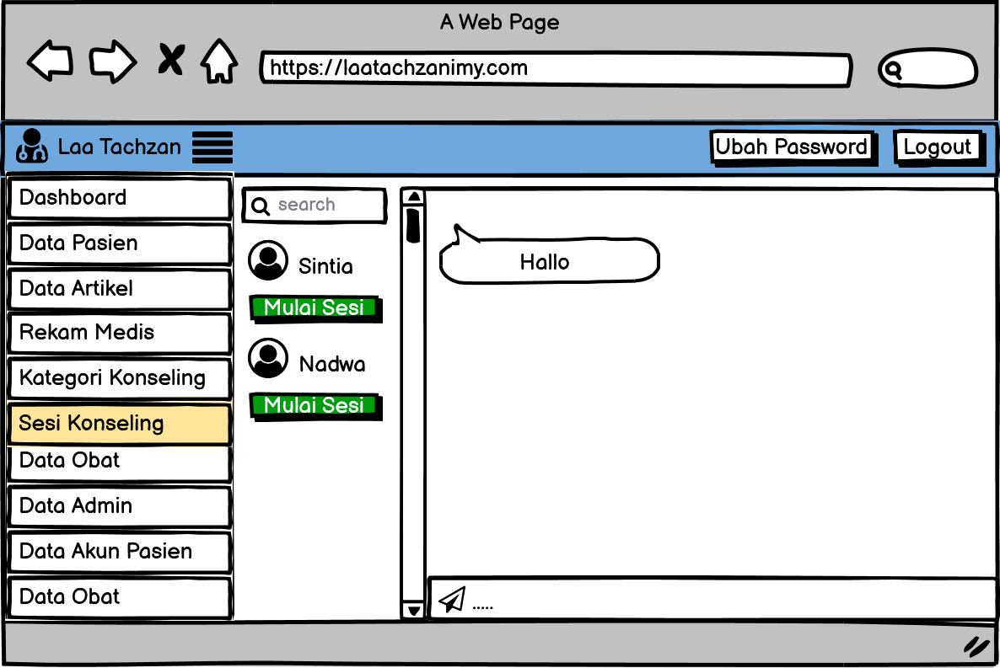 A Web Page
https://laatachzanimy.com
Laa Tachzan
Ubah Password
Logout
Dashboard
Data Pasien
Data Artikel
Rekam Medis
Kategori Konseling
Sesi Konseling
Data Obat
Data Admin
Data Akun Pasien
Data Obat
search
Sintia
Mulai Sesi
Nadwa
Mulai Sesi
Hallo
.....